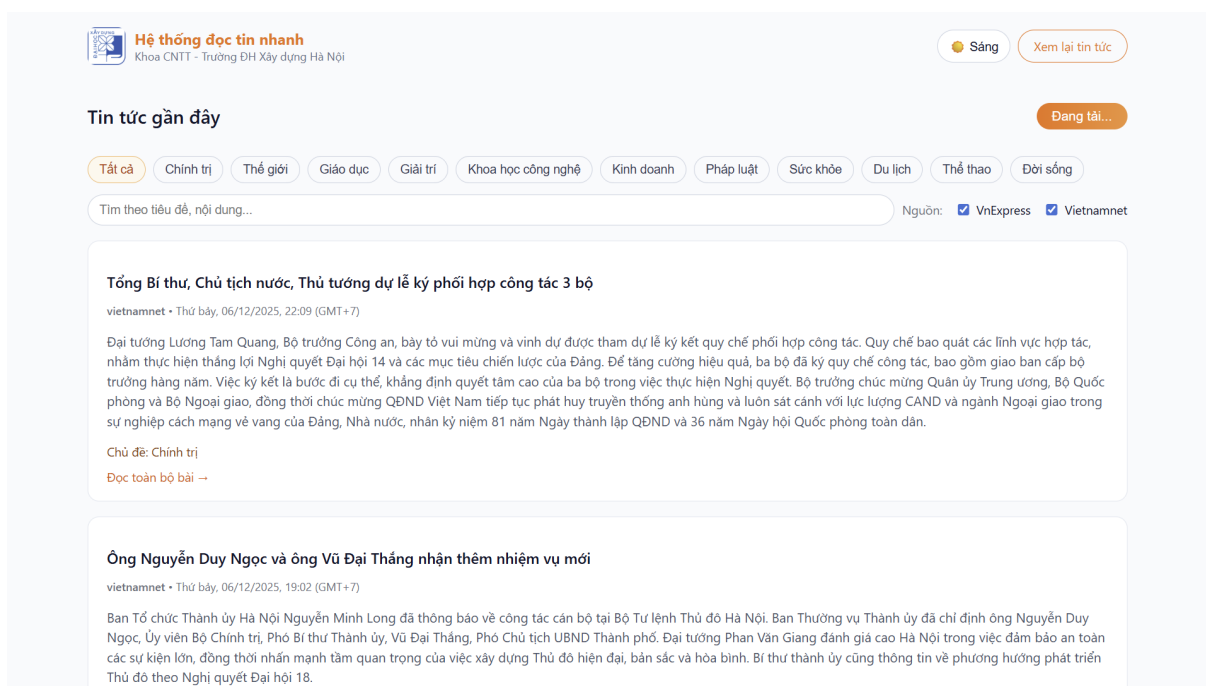 XÂY DỰNG
ĐẠI HỌC
Hệ thống đọc tin nhanh
Khoa CNTT - Trường ĐH Xây dựng Hà Nội
Sáng
Xem lại tin tức
Tin tức gần đây
Đang tải...
Tất cả
Chính trị
Thế giới
Giáo dục
Giải trí
Khoa học công nghệ
Kinh doanh
Pháp luật
Sức khỏe
Du lịch
Thể thao
Đời sống
Tìm theo tiêu đề, nội dung...
Nguồn:
VnExpress
Vietnamnet
Tổng Bí thư, Chủ tịch nước, Thủ tướng dự lễ ký phối hợp công tác 3 bộ
vietnamnet • Thứ bảy, 06/12/2025, 22:09 (GMT+7)
Đại tướng Lương Tam Quang, Bộ trưởng Công an, bày tỏ vui mừng và vinh dự được tham dự lễ ký kết quy chế phối hợp công tác. Quy chế bao quát các lĩnh vực hợp tác,
nhằm thực hiện thắng lợi Nghị quyết Đại hội 14 và các mục tiêu chiến lược của Đảng. Để tăng cường hiệu quả, ba bộ đã ký quy chế công tác, bao gồm giao ban cấp bộ
trưởng hàng năm. Việc ký kết là bước đi cụ thể, khẳng định quyết tâm cao của ba bộ trong việc thực hiện Nghị quyết. Bộ trưởng chúc mừng Quân ủy Trung ương, Bộ Quốc
phòng và Bộ Ngoại giao, đồng thời chúc mừng QĐND Việt Nam tiếp tục phát huy truyền thống anh hùng và luôn sát cánh với lực lượng CAND và ngành Ngoại giao trong
sự nghiệp cách mạng vẻ vang của Đảng, Nhà nước, nhân kỷ niệm 81 năm Ngày thành lập QĐND và 36 năm Ngày hội Quốc phòng toàn dân.
Chủ đề: Chính trị
Đọc toàn bộ bài →
Ông Nguyễn Duy Ngọc và ông Vũ Đại Thắng nhận thêm nhiệm vụ mới
vietnamnet • Thứ bảy, 06/12/2025, 19:02 (GMT+7)
Ban Tổ chức Thành ủy Hà Nội Nguyễn Minh Long đã thông báo về công tác cán bộ tại Bộ Tư lệnh Thủ đô Hà Nội. Ban Thường vụ Thành ủy đã chỉ định ông Nguyễn Duy
Ngọc, Ủy viên Bộ Chính trị, Phó Bí thư Thành ủy, Vũ Đại Thắng, Phó Chủ tịch UBND Thành phố. Đại tướng Phan Văn Giang đánh giá cao Hà Nội trong việc đảm bảo an toàn
các sự kiện lớn, đồng thời nhấn mạnh tầm quan trọng của việc xây dựng Thủ đô hiện đại, bản sắc và hòa bình. Bí thư thành ủy cũng thông tin về phương hướng phát triển
Thủ đô theo Nghị quyết Đại hội 18.